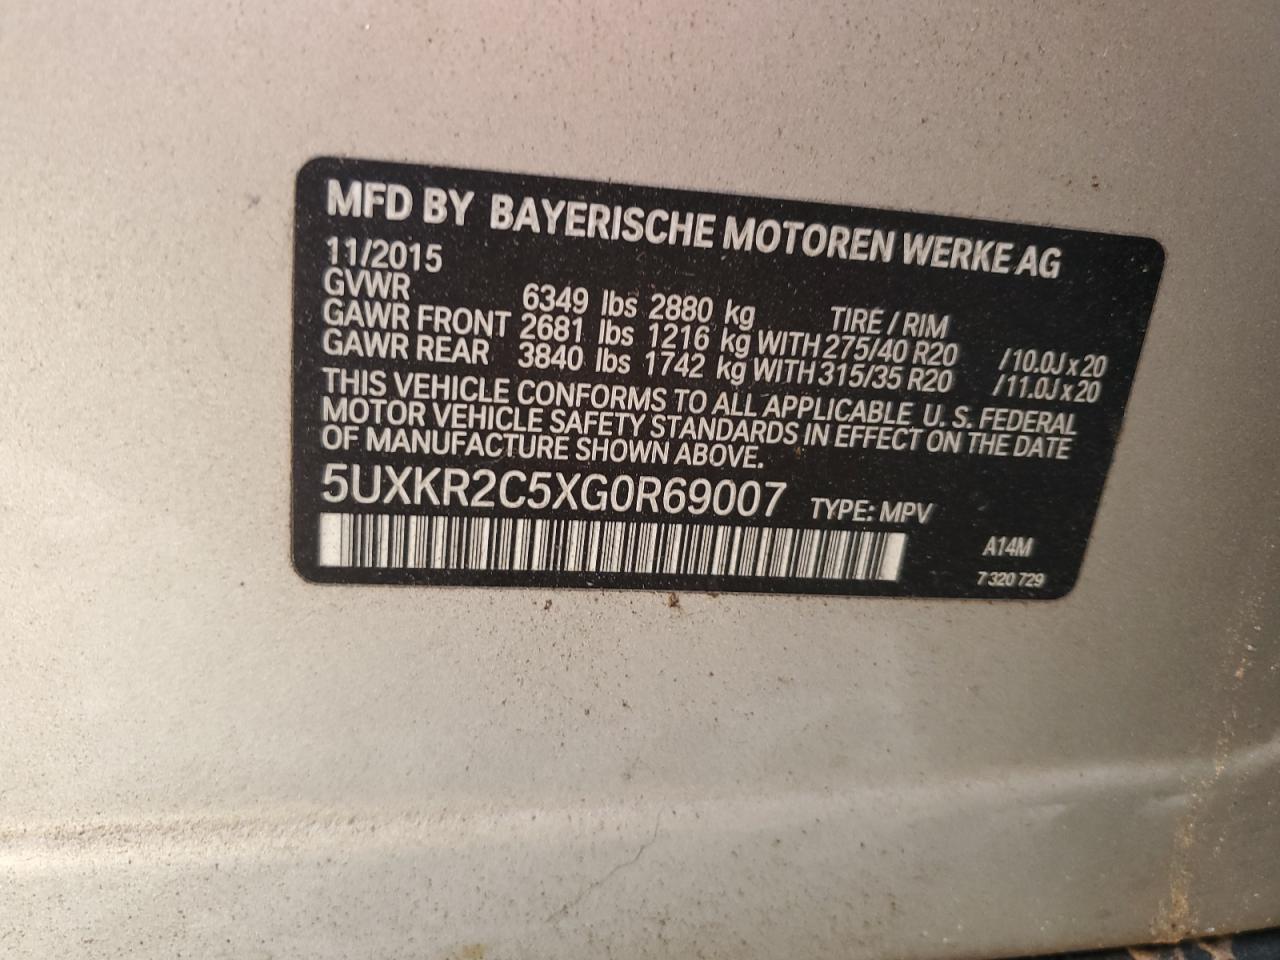 MFD BY BAYERISCHE MOTOREN WERKE AG
11/2015
GVWR 6349 lbs 2880 kg TIRE / RIM
GAWR FRONT 2681 lbs 1216 kg WITH 275/40 R20 /10.0J x 20
GAWR REAR 3840 lbs 1742 kg WITH 315/35 R20 /11.0J x 20
THIS VEHICLE CONFORMS TO ALL APPLICABLE U.S. FEDERAL
MOTOR VEHICLE SAFETY STANDARDS IN EFFECT ON THE DATE
OF MANUFACTURE SHOWN ABOVE.
5UXKR2C5XG0R69007 TYPE: MPV
A14M
7 320 729